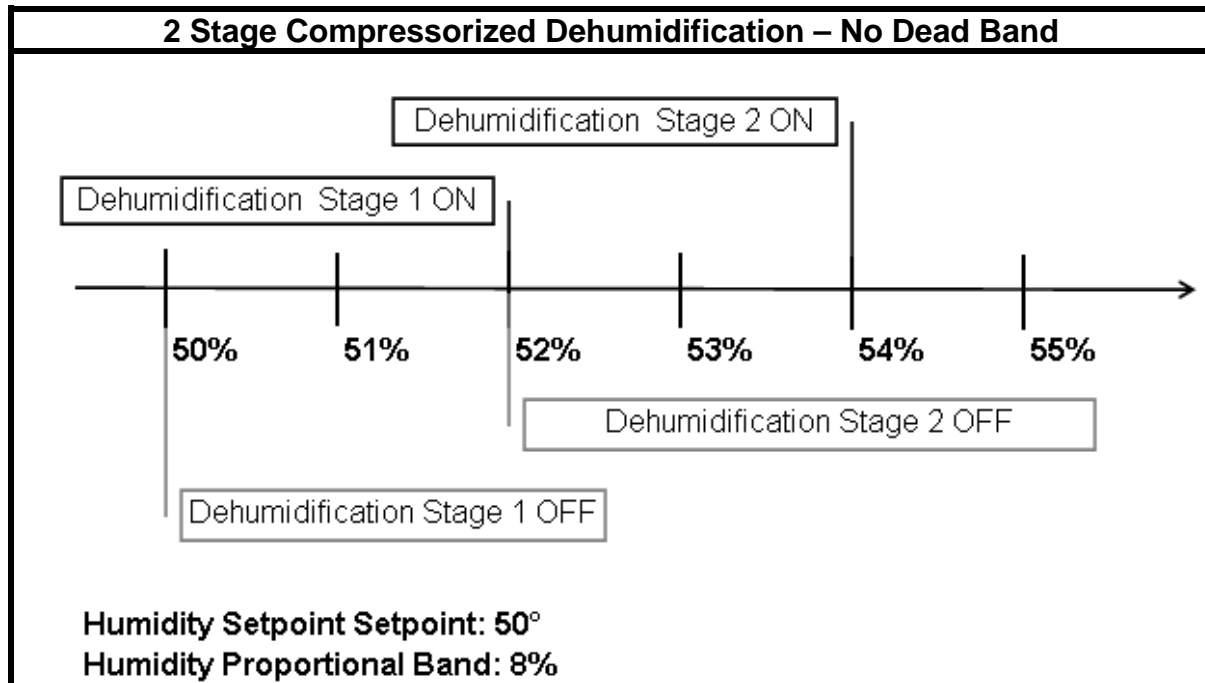 2 Stage Compressorized Dehumidification – No Dead Band
Dehumidification Stage 2 ON
Dehumidification Stage 1 ON
50% 51% 52% 53% 54% 55%
Dehumidification Stage 2 OFF
Dehumidification Stage 1 OFF
Humidity Setpoint Setpoint: 50°
Humidity Proportional Band: 8%